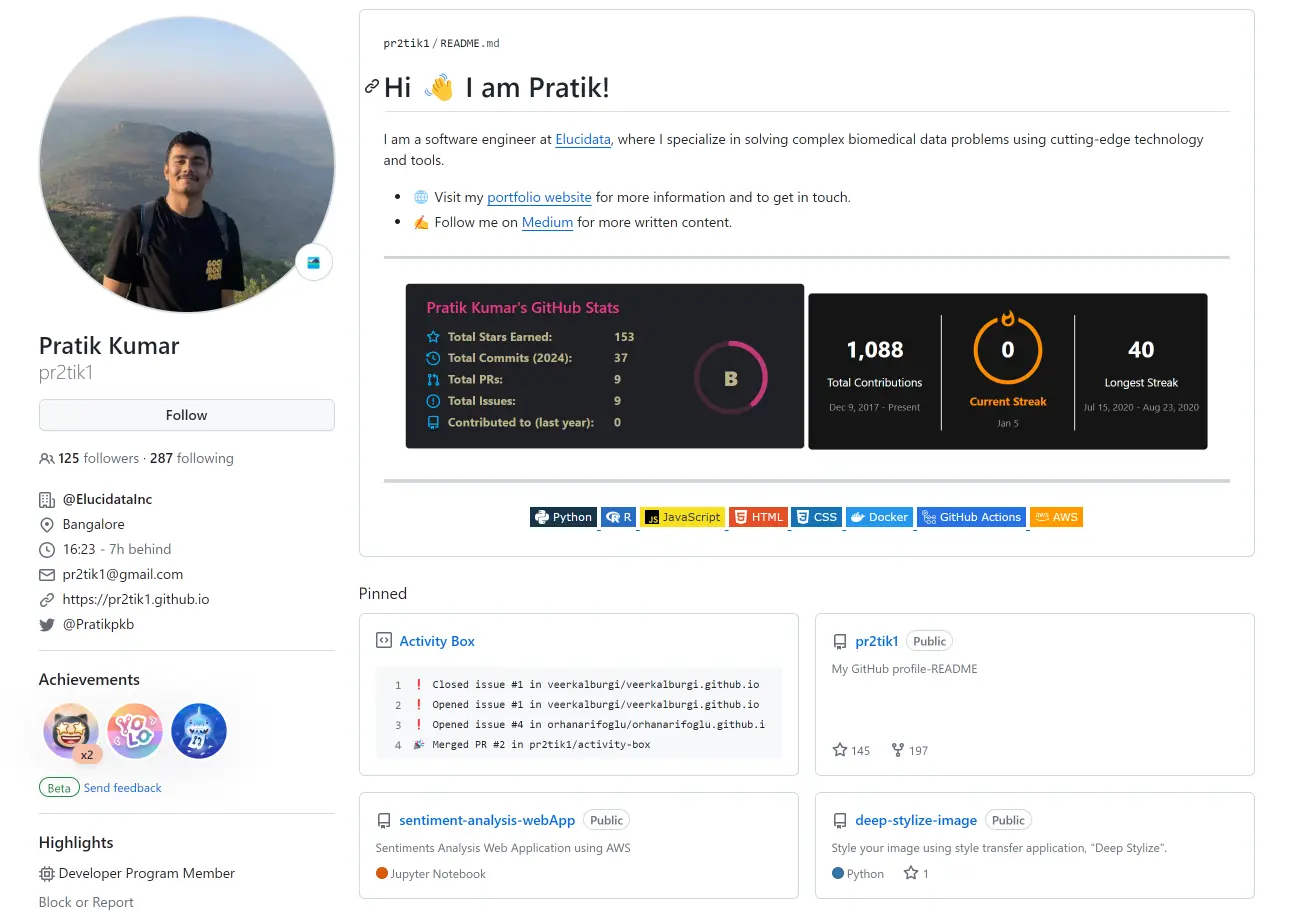 pr2tik1/README.md
Hi 👋 I am Pratik!
I am a software engineer at Elucidata, where I specialize in solving complex biomedical data problems using cutting-edge technology
and tools.
• 🌐 Visit my portfolio website for more information and to get in touch.
• ✍️ Follow me on Medium for more written content.
Pratik Kumar's GitHub Stats
Total Stars Earned: 153
Total Commits (2024): 37
Total PRs: 9
Total Issues: 9
Contributed to (last year): 0
B
1,088
Total Contributions
Dec 9, 2017 - Present
0
Current Streak
Jan 5
40
Longest Streak
Jul 15, 2020 - Aug 23, 2020
Python R JS JavaScript HTML CSS Docker GitHub Actions aws AWS
Pratik Kumar
pr2tik1
Follow
125 followers · 287 following
@ElucidataInc
Bangalore
16:23 - 7h behind
pr2tik1@gmail.com
https://pr2tik1.github.io
@Pratikpkb
Achievements
x2
YOLO
Beta Send feedback
Highlights
Developer Program Member
Block or Report
Pinned
Activity Box
1 ❗ Closed issue #1 in veerkalburgi/veerkalburgi.github.io
2 ❗ Opened issue #1 in veerkalburgi/veerkalburgi.github.io
3 ❗ Opened issue #4 in orhanarifoglu/orhanarifoglu.github.i
4 🎉 Merged PR #2 in pr2tik1/activity-box
pr2tik1 Public
My GitHub profile-README
145 197
sentiment-analysis-webApp Public
Sentiments Analysis Web Application using AWS
Jupyter Notebook
deep-stylize-image Public
Style your image using style transfer application, "Deep Stylize".
Python 1